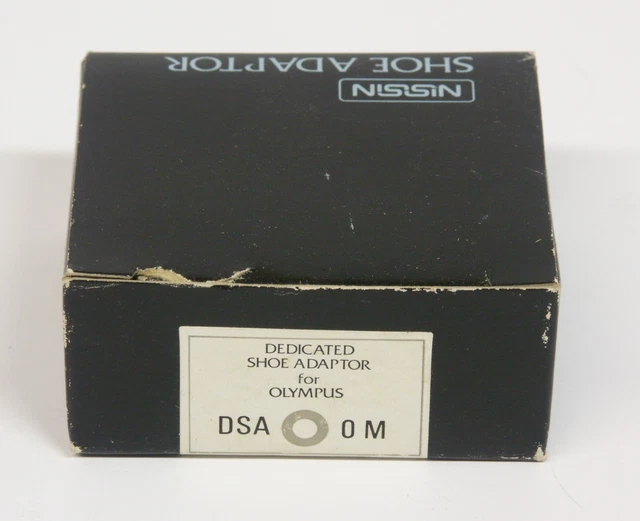 NISSIN
SHOE ADAPTOR
DEDICATED
SHOE ADAPTOR
for
OLYMPUS
DSA OM